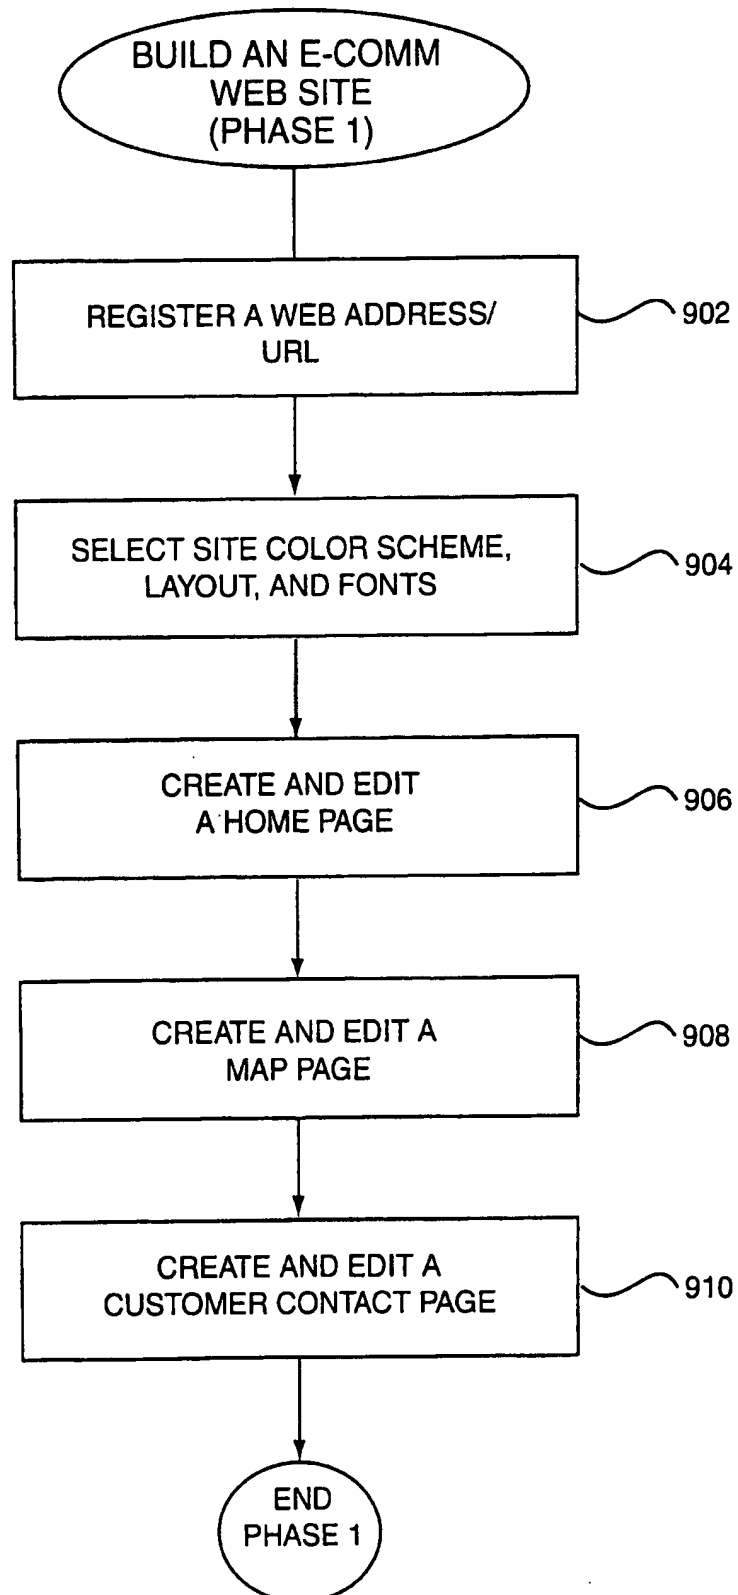 BUILD AN E-COMM
WEB SITE
(PHASE 1)
REGISTER A WEB ADDRESS/
URL
902
SELECT SITE COLOR SCHEME,
LAYOUT, AND FONTS
904
CREATE AND EDIT
A HOME PAGE
906
CREATE AND EDIT A
MAP PAGE
908
CREATE AND EDIT A
CUSTOMER CONTACT PAGE
910
END
PHASE 1